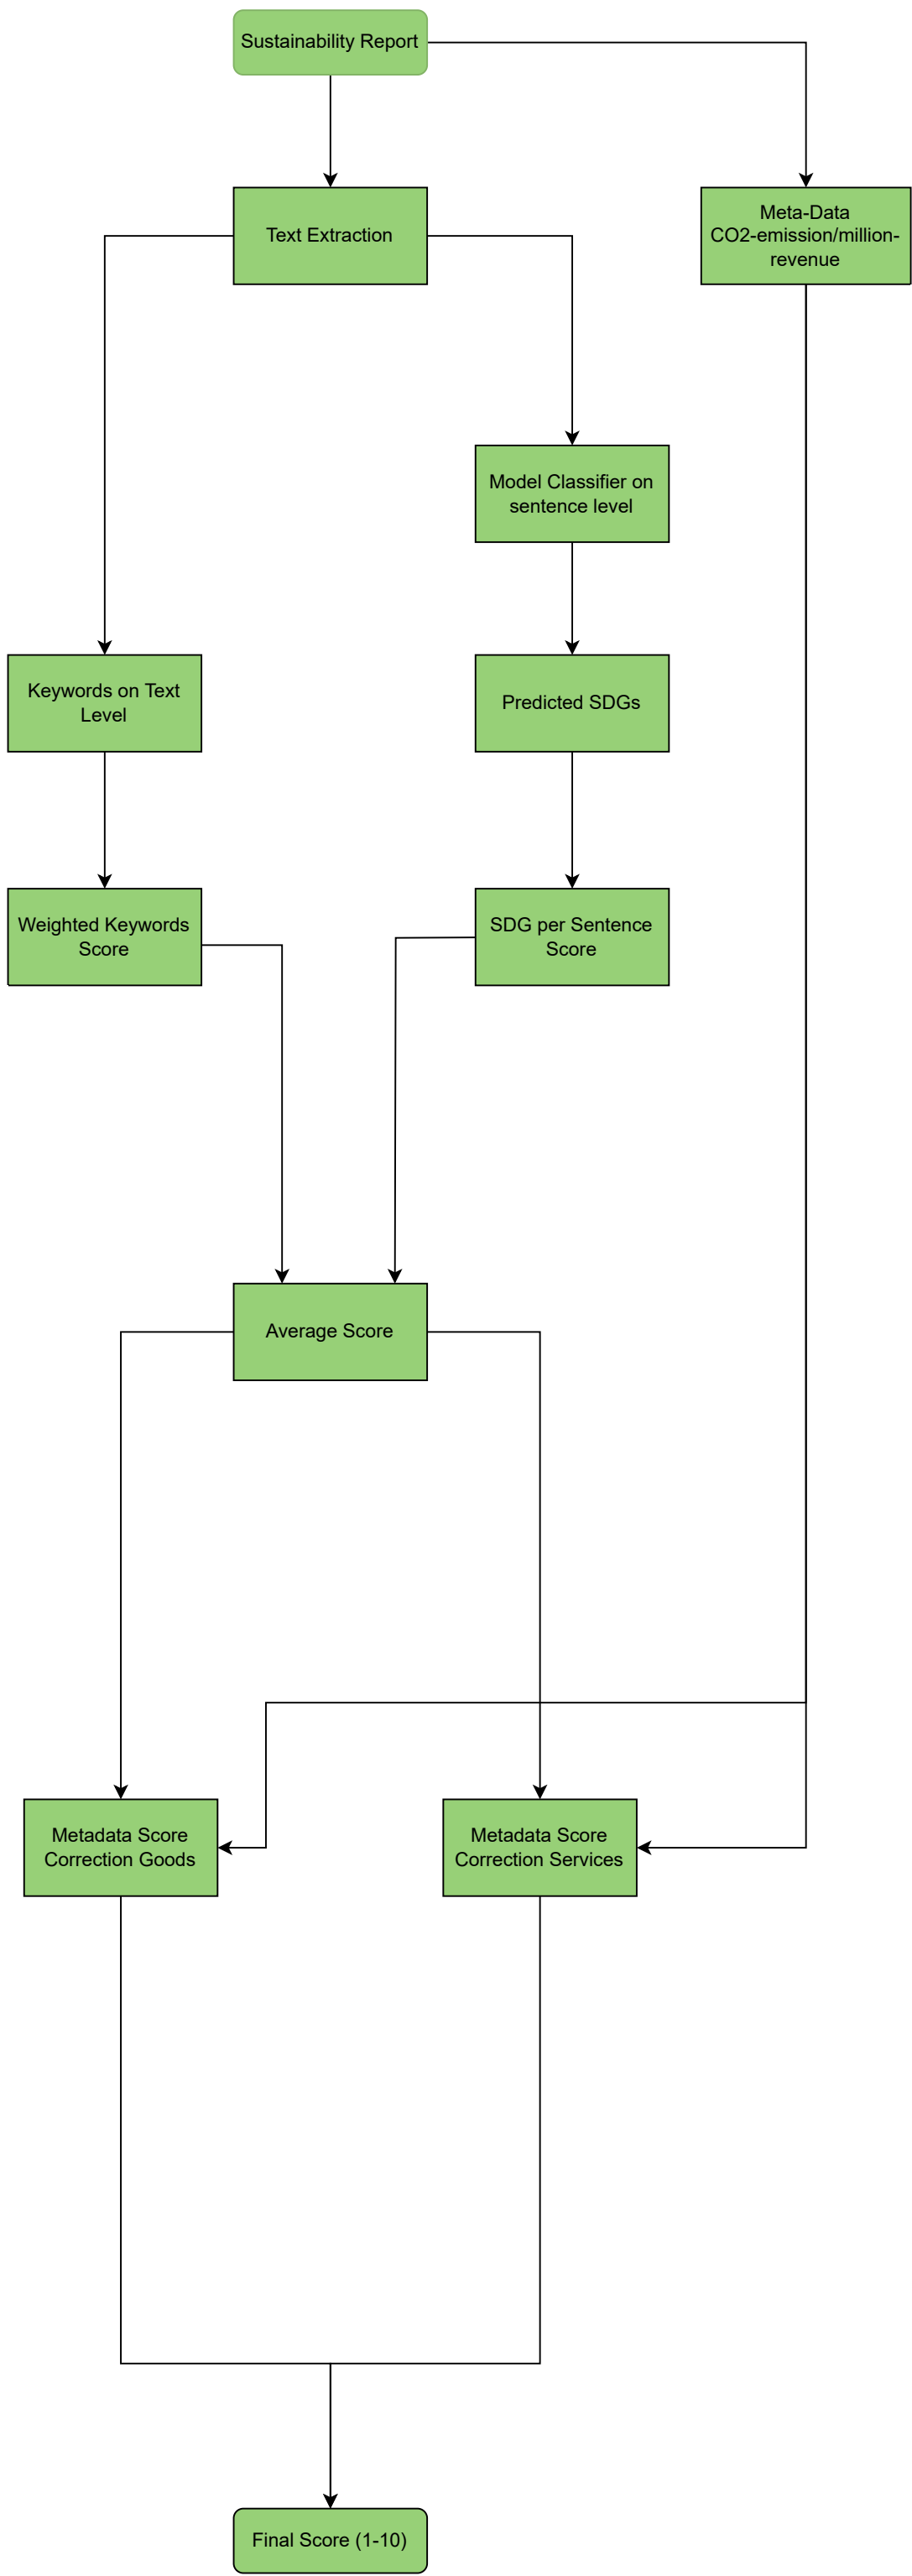 Sustainability Report
Text Extraction
Meta-Data
CO2-emission/million-
revenue
Model Classifier on
sentence level
Keywords on Text
Level
Predicted SDGs
Weighted Keywords
Score
SDG per Sentence
Score
Average Score
Metadata Score
Correction Goods
Metadata Score
Correction Services
Final Score (1-10)